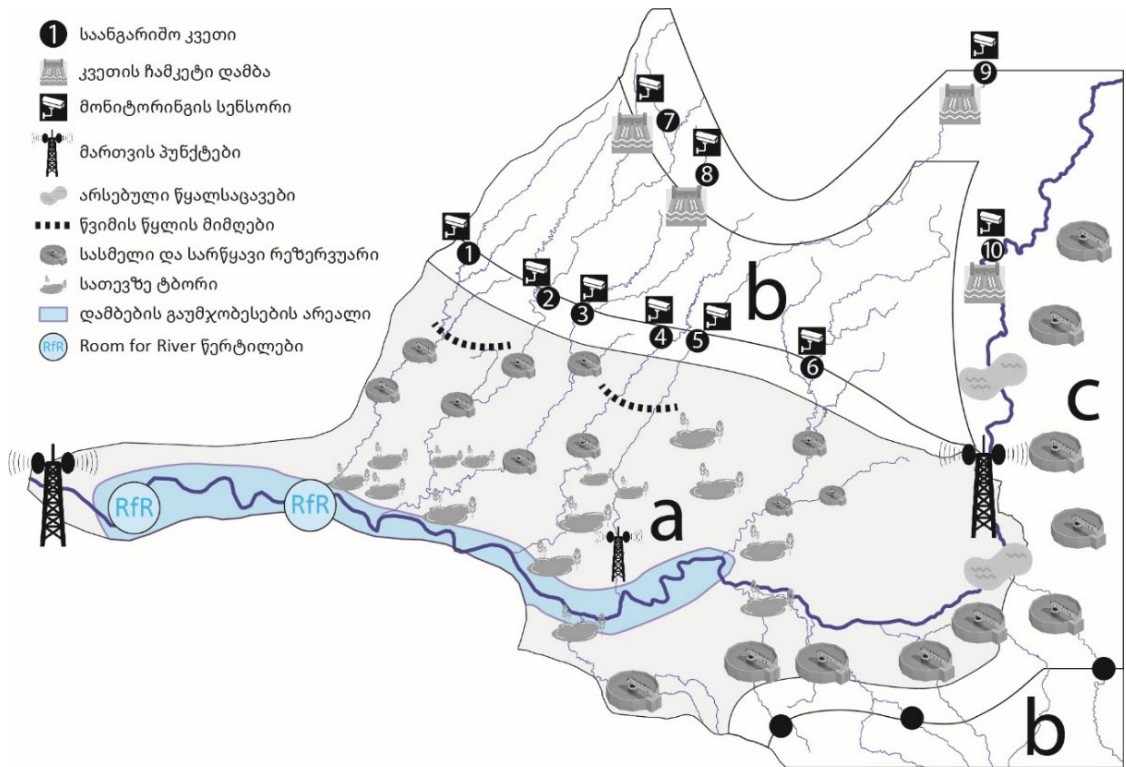 1 საანგარიშო კვეთი
კვეთის ჩამკეტი დამბა
მონიტორინგის სენსორი
მართვის პუნქტები
არსებული წყალსაცავები
წვიმის წყლის მიმღები
სასმელი და სარწყავი რეზერვუარი
სათევზე ტბორი
დამბების გაუმჯობესების არეალი
RfR Room for River წერტილები
9
7
8
1
10
2
b
3
4
5
6
c
RfR
RfR
a
b